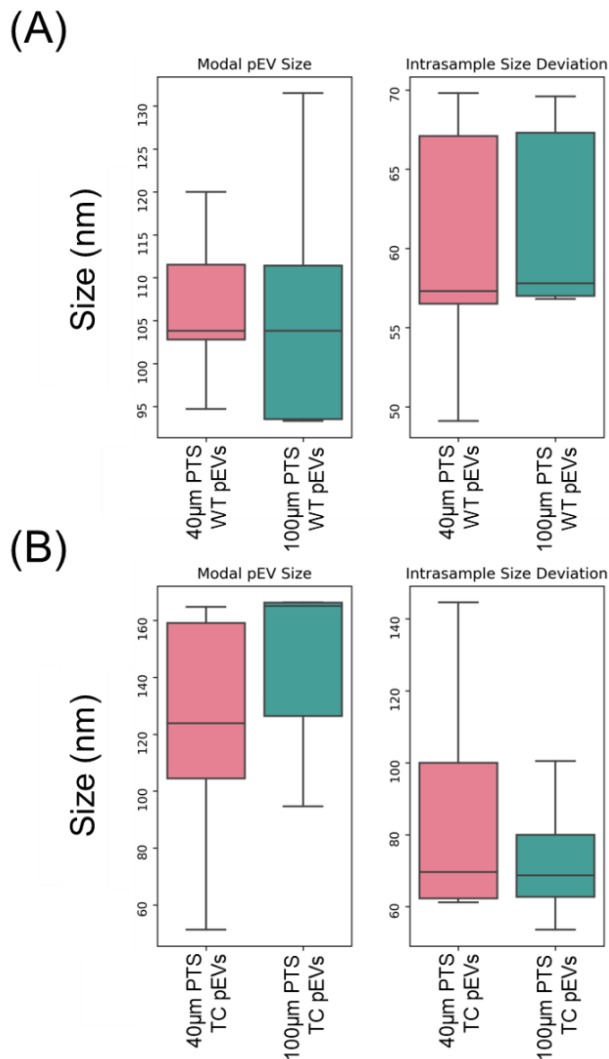 (A)
Modal pEV Size
Intrasample Size Deviation
Size (nm)
130
125
120
115
110
105
100
95
70
65
60
55
50
40µm PTS
WT pEVs
100µm PTS
WT pEVs
40µm PTS
WT pEVs
100µm PTS
WT pEVs
(B)
Modal pEV Size
Intrasample Size Deviation
Size (nm)
160
140
120
100
80
60
140
120
100
80
60
40µm PTS
TC pEVs
100µm PTS
TC pEVs
40µm PTS
TC pEVs
100µm PTS
TC pEVs